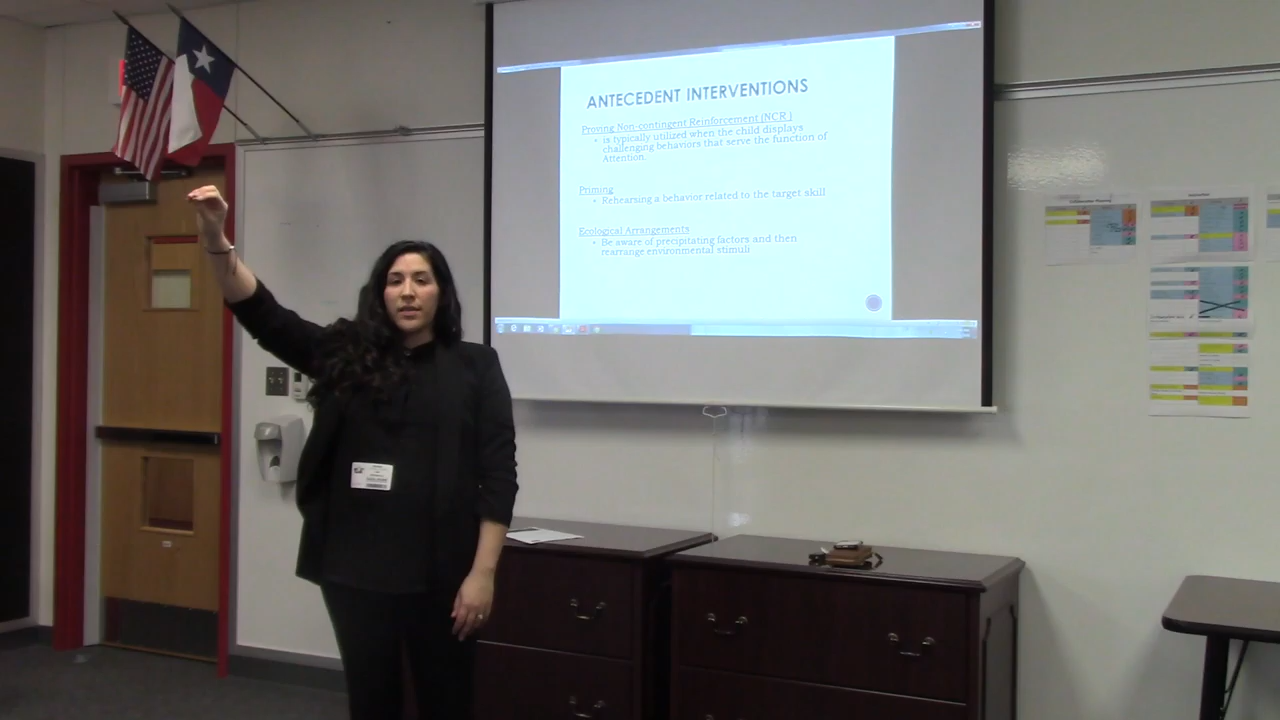 ANTECEDENT INTERVENTIONS
Proving Non-contingent Reinforcement (NCR )
• is typically utilized when the child displays
challenging behaviors that serve the function of
Attention.
Priming
• Rehearsing a behavior related to the target skill
Ecological Arrangements
• Be aware of precipitating factors and then
rearrange environmental stimuli